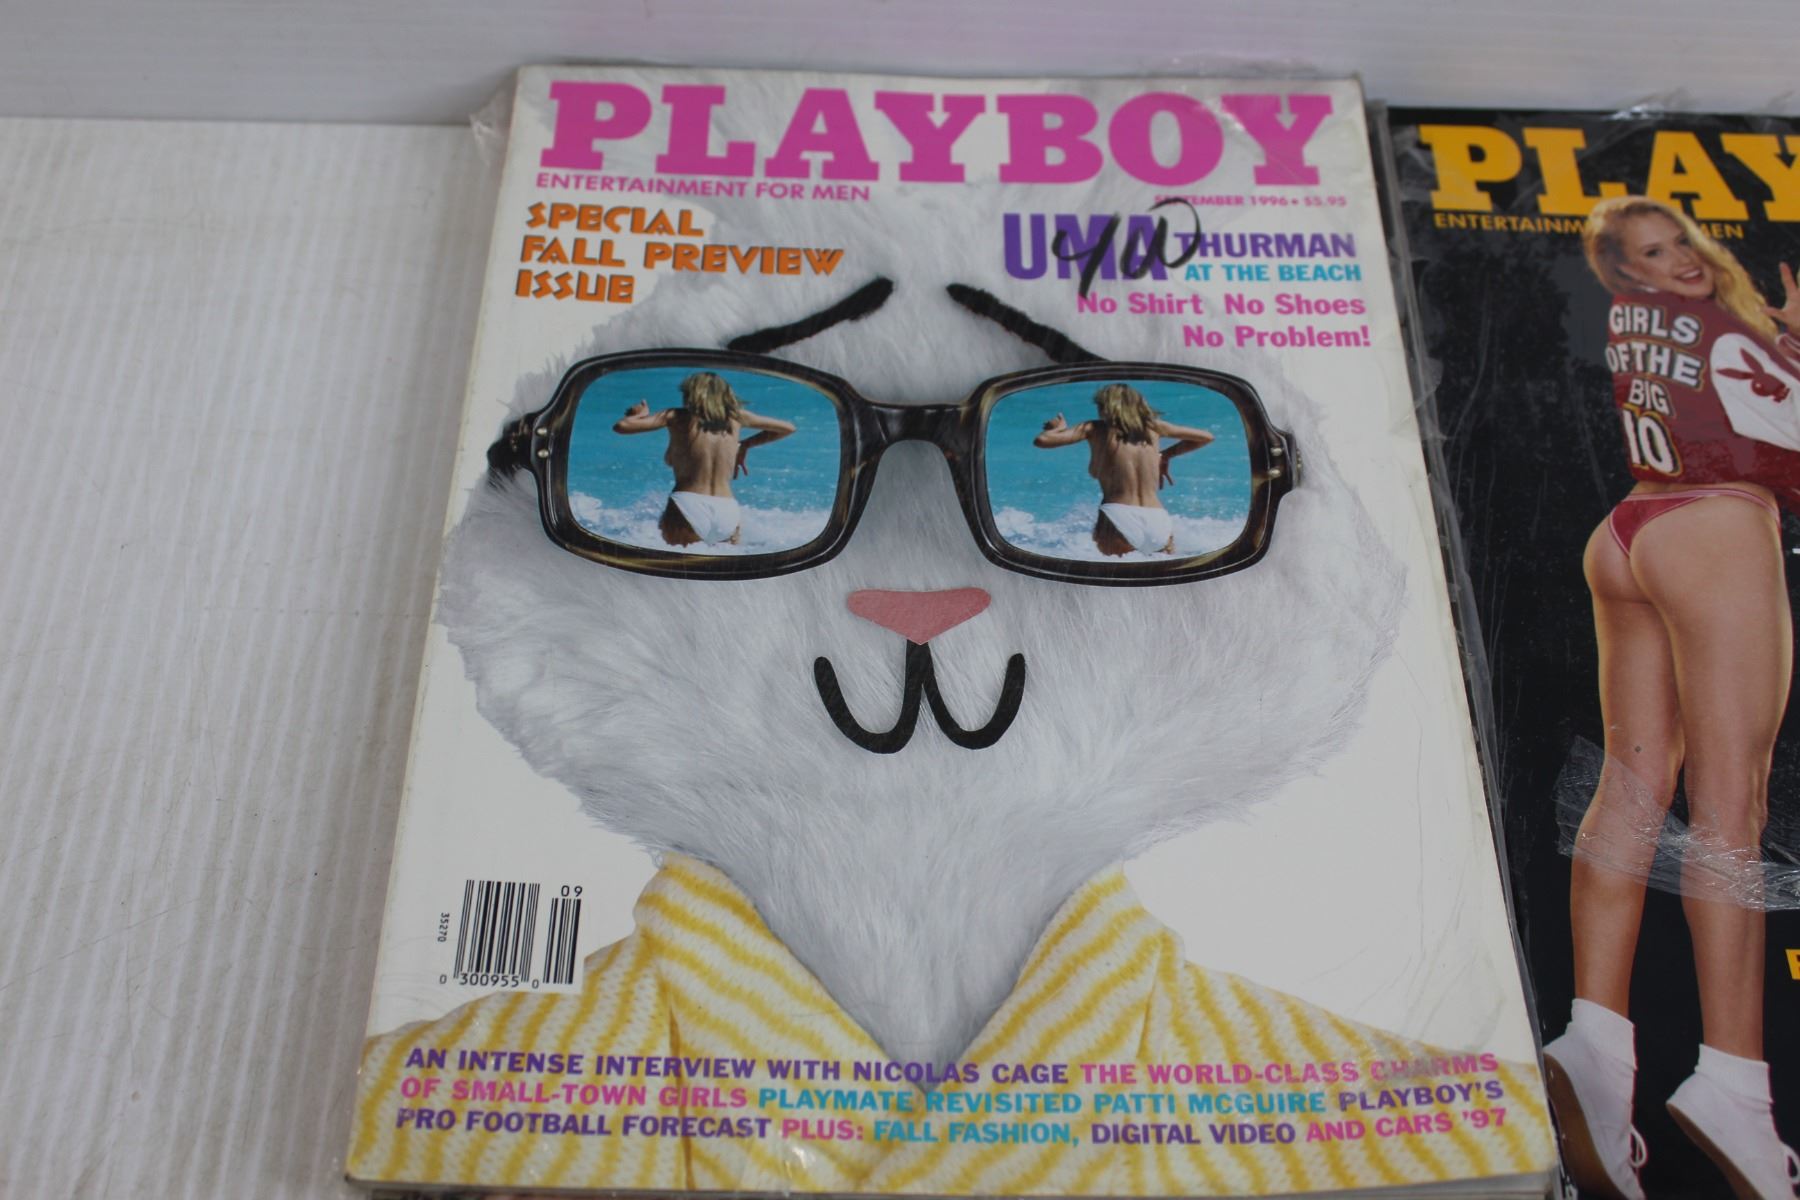 PLAYBOY
ENTERTAINMENT FOR MEN
SEPTEMBER 1996 • $5.95
SPECIAL
FALL PREVIEW
ISSUE
UMA THURMAN
AT THE BEACH
No Shirt No Shoes
No Problem!
09
35270
0 300955 0
AN INTENSE INTERVIEW WITH NICOLAS CAGE THE WORLD-CLASS CHARMS
OF SMALL-TOWN GIRLS PLAYMATE REVISITED PATTI MCGUIRE PLAYBOY'S
PRO FOOTBALL FORECAST PLUS: FALL FASHION, DIGITAL VIDEO AND CARS '97
PLAY
ENTERTAINM MEN
GIRLS
OF THE
BIG
10